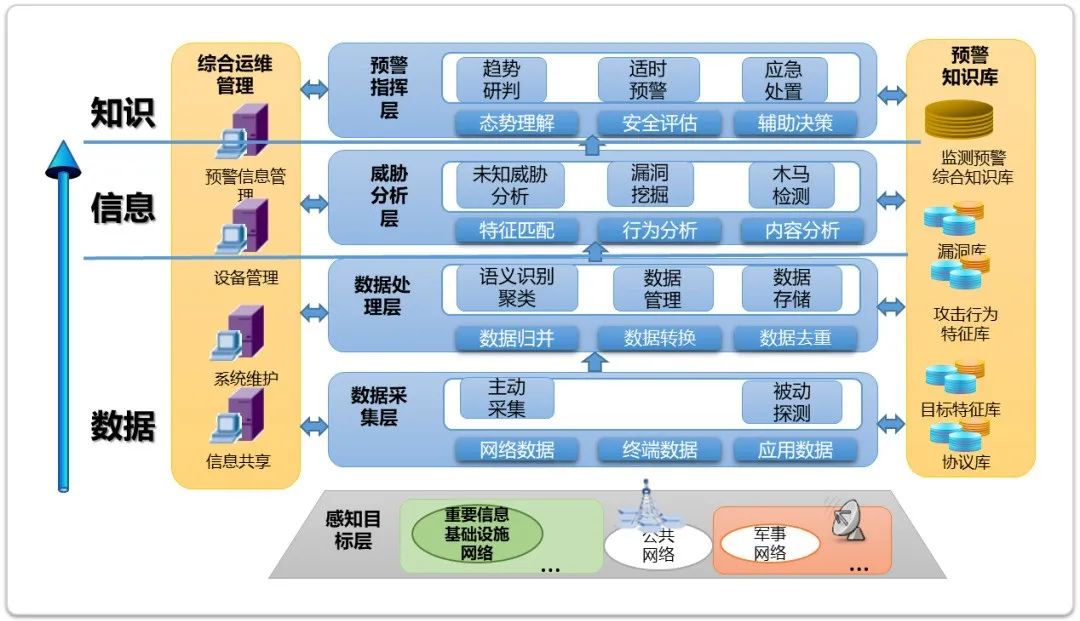 知识
信息
数据
综合运维
管理
预警信息管
理
设备管理
系统维护
信息共享
预警
指挥
层
趋势
研判
适时
预警
应急
处置
态势理解
安全评估
辅助决策
威胁
分析
层
未知威胁
分析
漏洞
挖掘
木马
检测
特征匹配
行为分析
内容分析
数据处
理层
语义识别
聚类
数据
管理
数据
存储
数据归并
数据转换
数据去重
数据采
集层
主动
采集
被动
探测
网络数据
终端数据
应用数据
预警
知识库
监测预警
综合知识库
漏洞库
攻击行为
特征库
目标特征库
协议库
感知目
标层
重要信息
基础设施
网络
...
公共
网络
军事
网络
...